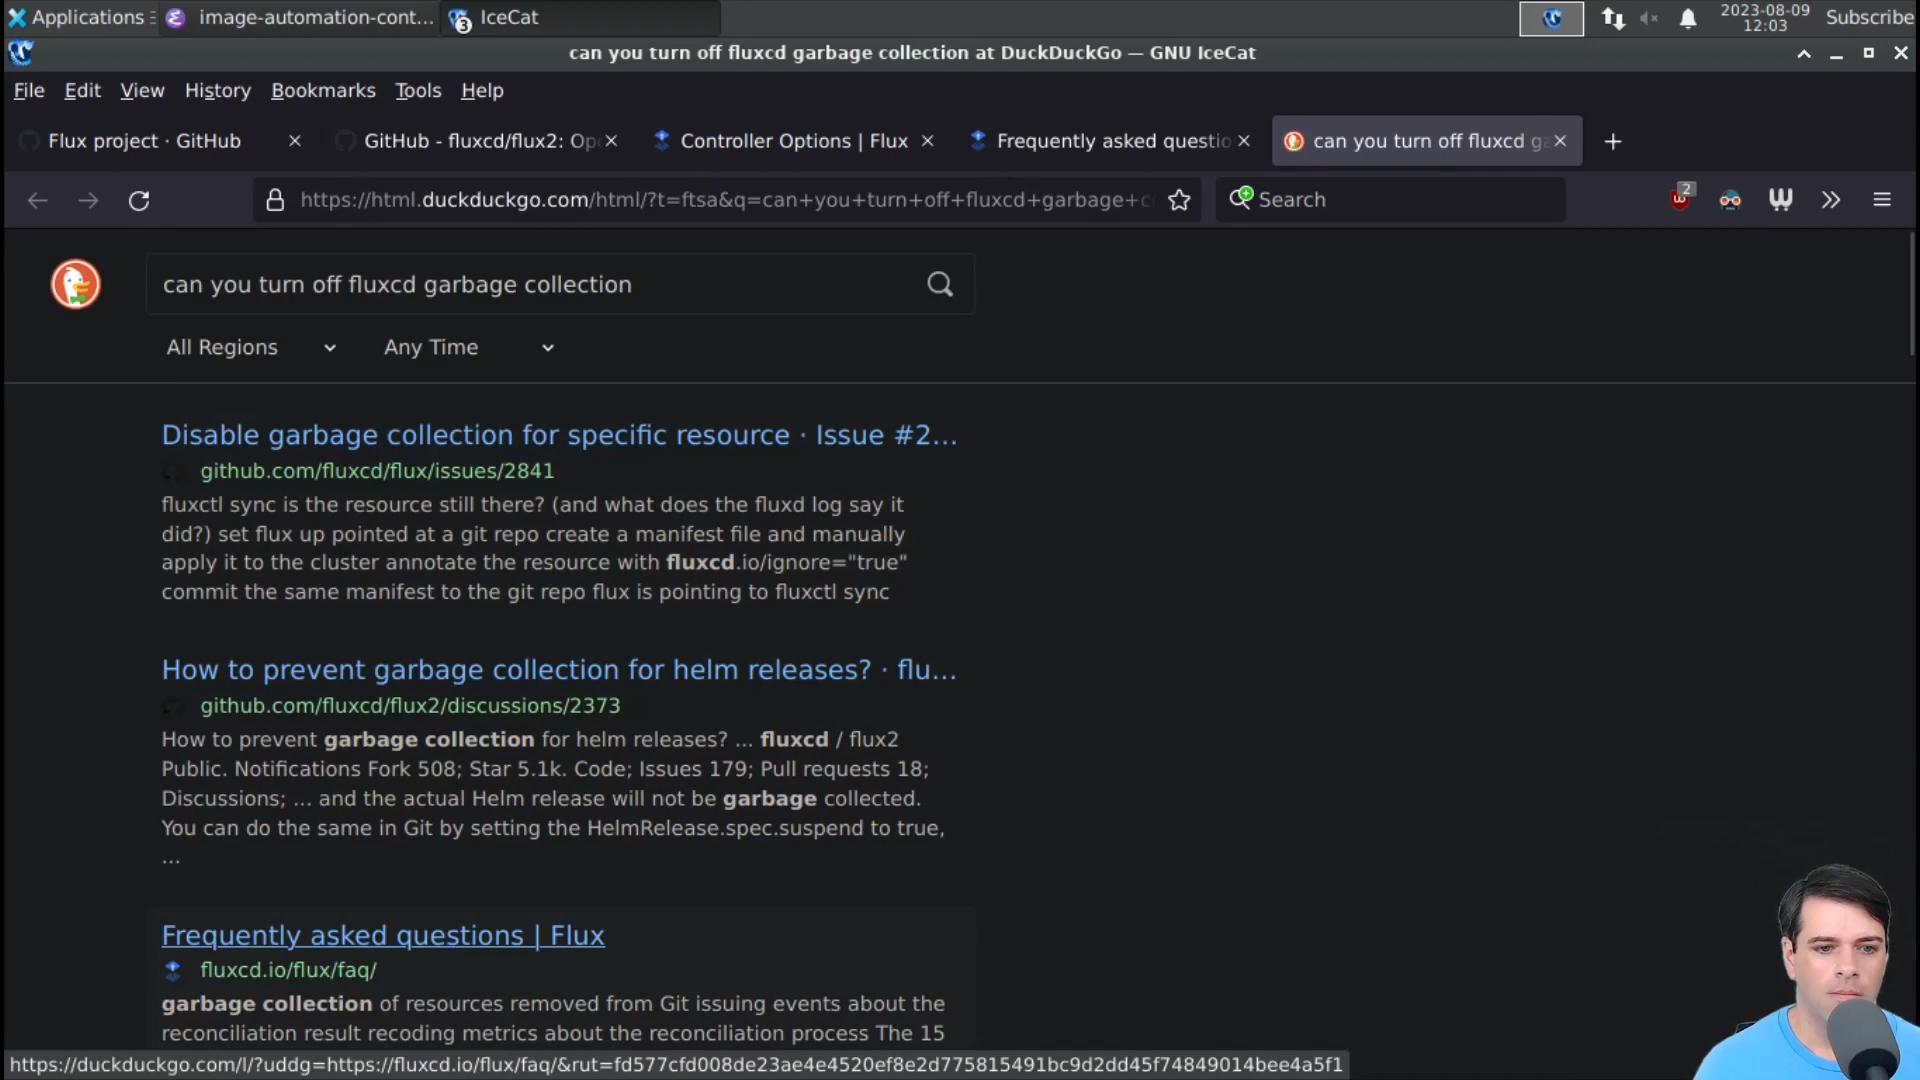 Applications
image-automation-cont...
3
IceCat
2023-08-09
12:03
Subscribe
can you turn off fluxcd garbage collection at DuckDuckGo — GNU IceCat
File Edit View History Bookmarks Tools Help
Flux project · GitHub
GitHub - fluxcd/flux2: Ope
Controller Options | Flux
Frequently asked questio
can you turn off fluxcd ga
https://html.duckduckgo.com/html/?t=ftsa&q=can+you+turn+off+fluxcd+garbage+c
Search
2
can you turn off fluxcd garbage collection
All Regions
Any Time
Disable garbage collection for specific resource · Issue #2...
github.com/fluxcd/flux/issues/2841
fluxctl sync is the resource still there? (and what does the fluxd log say it
did?) set flux up pointed at a git repo create a manifest file and manually
apply it to the cluster annotate the resource with fluxcd.io/ignore="true"
commit the same manifest to the git repo flux is pointing to fluxctl sync
How to prevent garbage collection for helm releases? · flu...
github.com/fluxcd/flux2/discussions/2373
How to prevent garbage collection for helm releases? ... fluxcd / flux2
Public. Notifications Fork 508; Star 5.1k. Code; Issues 179; Pull requests 18;
Discussions; ... and the actual Helm release will not be garbage collected.
You can do the same in Git by setting the HelmRelease.spec.suspend to true,
...
Frequently asked questions | Flux
fluxcd.io/flux/faq/
garbage collection of resources removed from Git issuing events about the
reconciliation result recoding metrics about the reconciliation process The 15
https://duckduckgo.com/l/?uddg=https://fluxcd.io/flux/faq/&rut=fd577cfd008de23ae4e4520ef8e2d775815491bc9d2dd45f74849014bee4a5f1